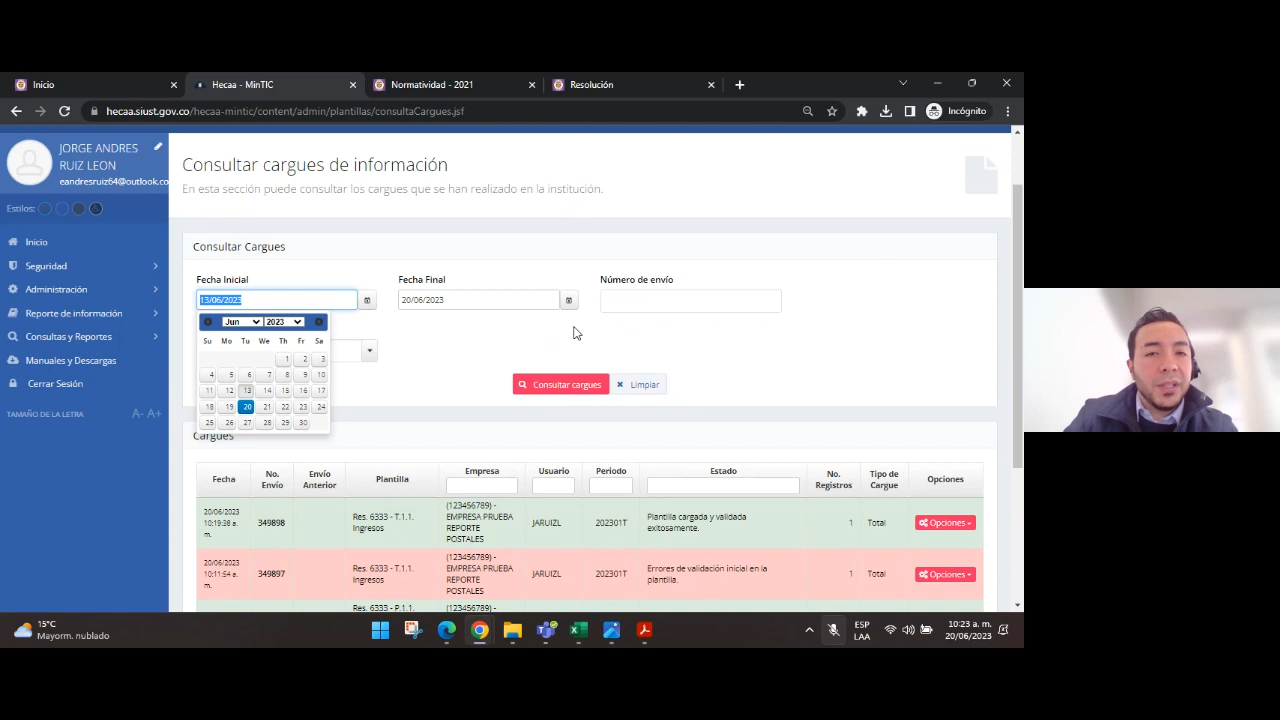 Inicio
Hecaa - MinTIC
Normatividad - 2021
Resolución
hecaa.siust.gov.co/hecaa-mintic/content/admin/plantillas/consultaCargues.jsf
Incógnito
JORGE ANDRES
RUIZ LEON
eandresruiz64@outlook.co
Estilos:
Inicio
Seguridad
Administración
Reporte de información
Consultas y Reportes
Manuales y Descargas
Cerrar Sesión
TAMAÑO DE LA LETRA A- A+
Consultar cargues de información
En esta sección puede consultar los cargues que se han realizado en la institución.
Consultar Cargues
Fecha Inicial Fecha Final Número de envío
13/06/2023 20/06/2023
Jun 2023
Su Mo Tu We Th Fr Sa
1 2 3
4 5 6 7 8 9 10
11 12 13 14 15 16 17
18 19 20 21 22 23 24
25 26 27 28 29 30
Consultar cargues Limpiar
Cargues
Fecha No. Envío Envío Anterior Plantilla Empresa Usuario Periodo Estado No. Registros Tipo de Cargue Opciones
20/06/2023 10:19:38 a. m. 349898 Res. 6333 - T.1.1. Ingresos (123456789) - EMPRESA PRUEBA REPORTE POSTALES JARUIZL 202301T Plantilla cargada y validada exitosamente. 1 Total Opciones
20/06/2023 10:11:54 a. m. 349897 Res. 6333 - T.1.1. Ingresos (123456789) - EMPRESA PRUEBA REPORTE POSTALES JARUIZL 202301T Errores de validación inicial en la plantilla. 1 Total Opciones
Res. 6333 - P.1.1. (123456789) -
15°C
Mayorm. nublado
ESP
LAA
10:23 a. m.
20/06/2023